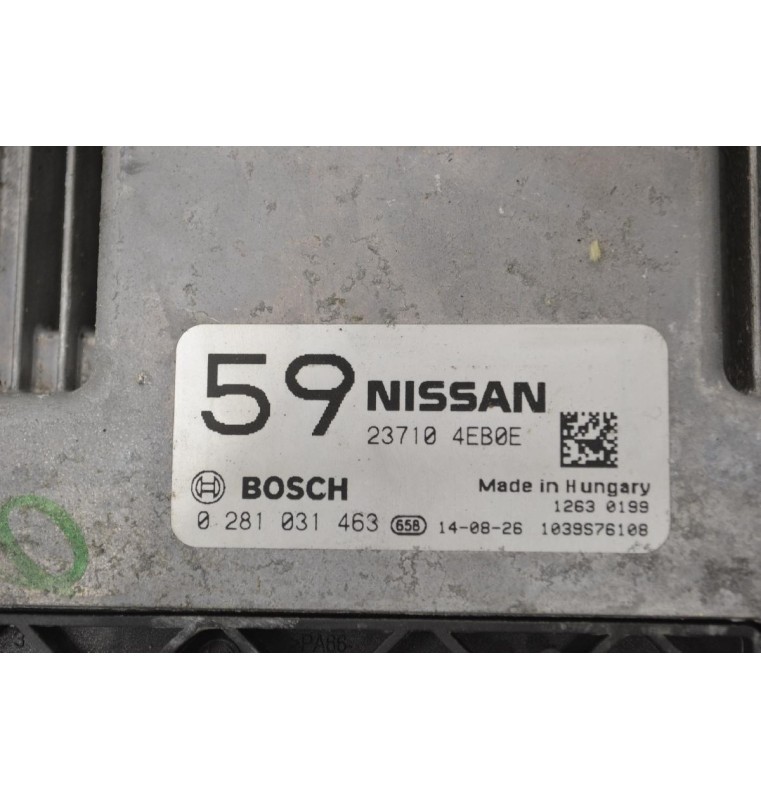 59 NISSAN
23710 4EB0E
BOSCH
Made in Hungary
1263 0199
0 281 031 463 658 14-08-26 1039S76108
PA66